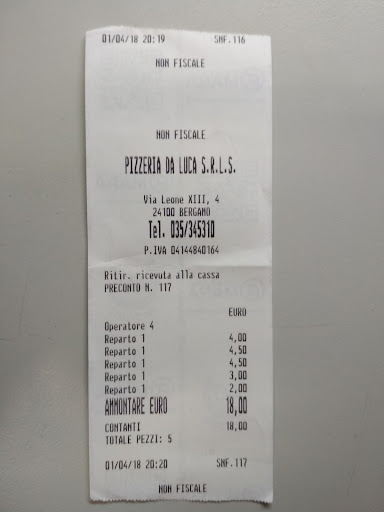 01/04/18 20:19 SNF.116
NON FISCALE
NON FISCALE
PIZZERIA DA LUCA S.R.L.S.
Via Leone XIII, 4
24100 BERGAMO
Tel. 035/345310
P.IVA 04144840164
Ritir. ricevuta alla cassa
PRECONTO N. 117
EURO
Operatore 4
Reparto 1 4,00
Reparto 1 4,50
Reparto 1 4,50
Reparto 1 3,00
Reparto 1 2,00
AMMONTARE EURO 18,00
CONTANTI 18,00
TOTALE PEZZI: 5
01/04/18 20:20 SNF.117
NON FISCALE